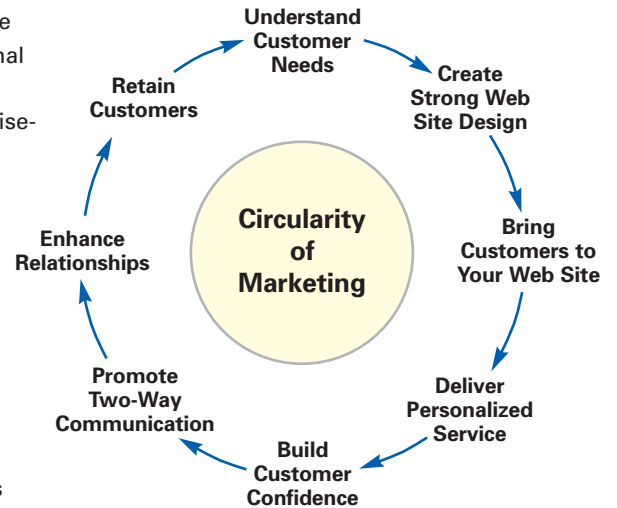 Understand
Customer
Needs
Create
Strong Web
Site Design
Bring
Customers to
Your Web Site
Deliver
Personalized
Service
Build
Customer
Confidence
Promote
Two-Way
Communication
Enhance
Relationships
Retain
Customers
Circularity
of
Marketing